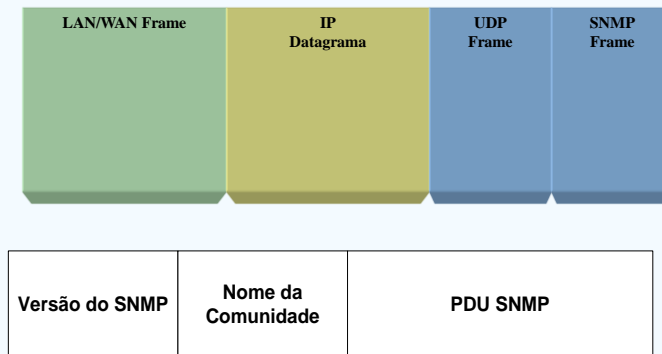 LAN/WAN Frame
IP
Datagrama
UDP
Frame
SNMP
Frame
Versão do SNMP
Nome da
Comunidade
PDU SNMP